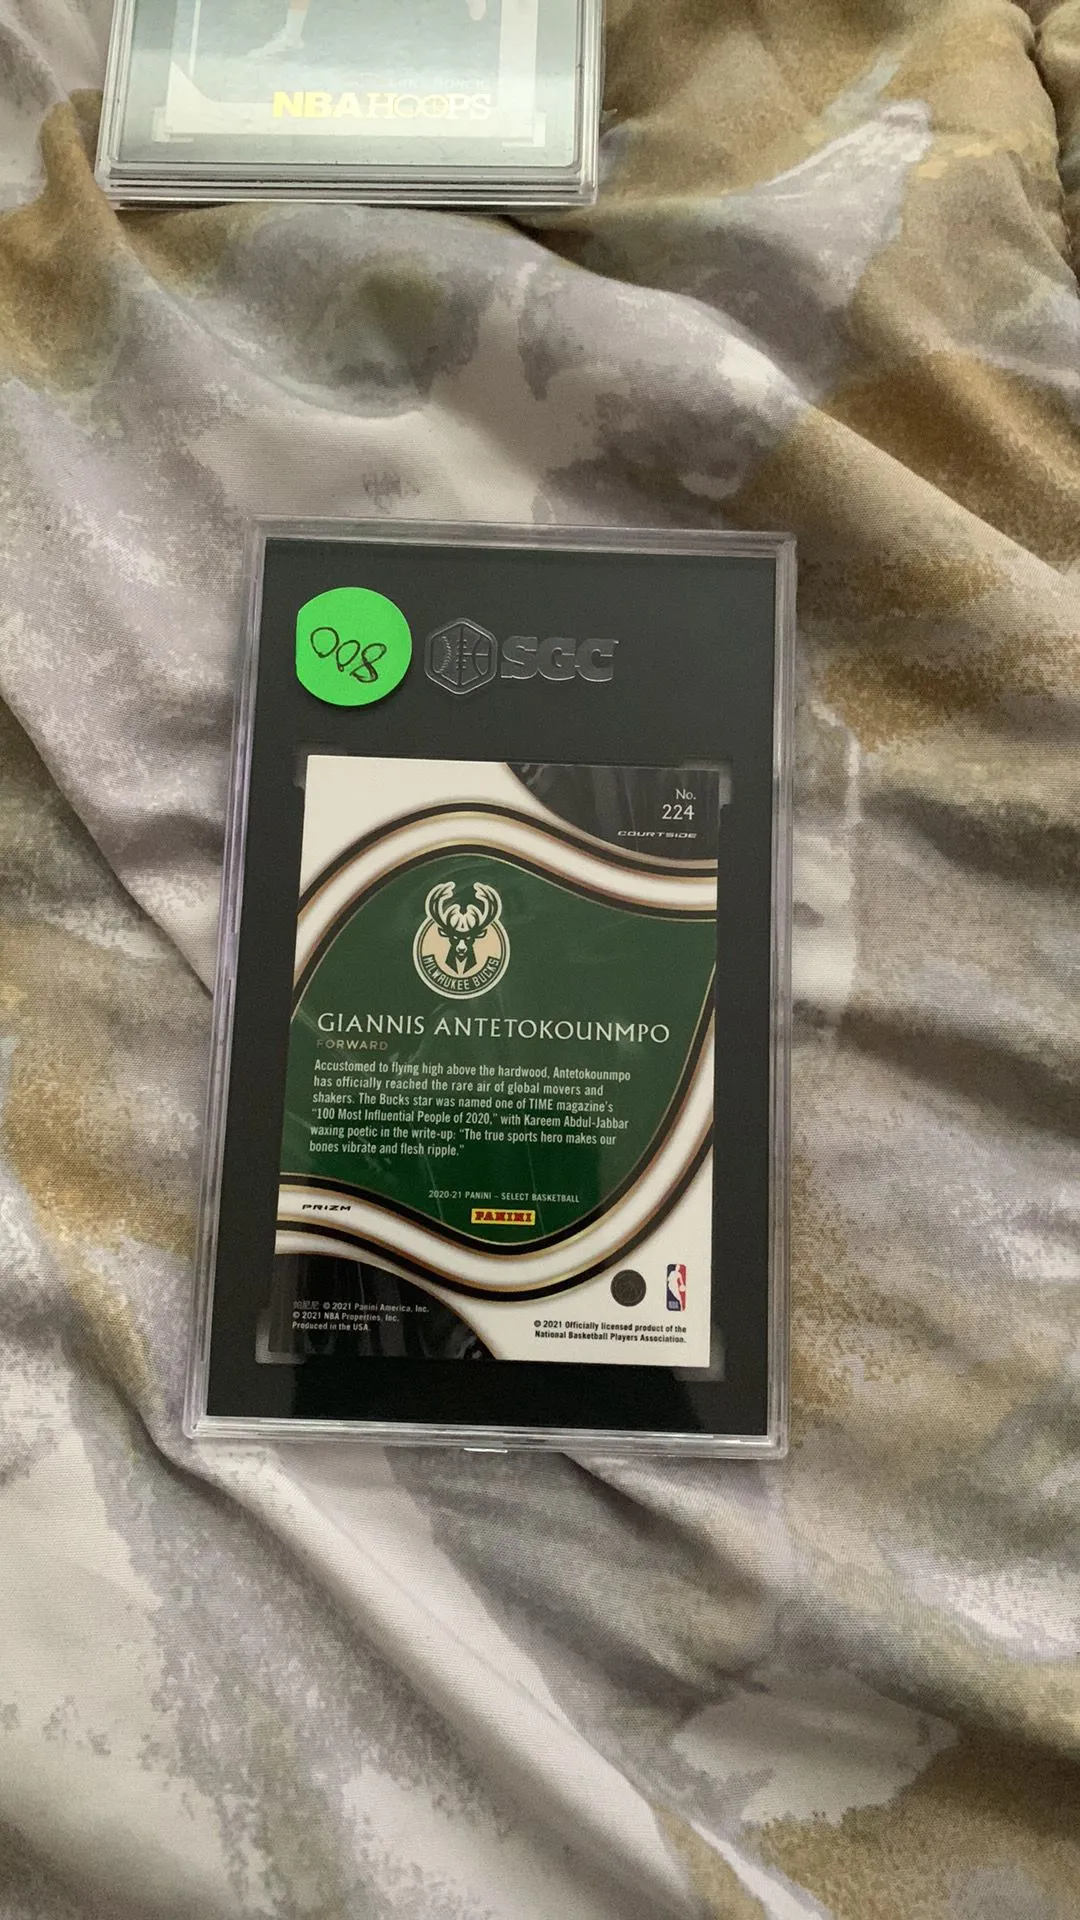 NBA HOOPS
008
SGC
No.
224
COURTSIDE
MILWAUKEE BUCKS
GIANNIS ANTETOKOUNMPO
FORWARD
Accustomed to flying high above the hardwood, Antetokounmpo
has officially reached the rare air of global movers and
shakers. The Bucks star was named one of TIME magazine's
"100 Most Influential People of 2020," with Kareem Abdul-Jabbar
waxing poetic in the write-up: "The true sports hero makes our
bones vibrate and flesh ripple."
2020-21 PANINI – SELECT BASKETBALL
PANINI
PRIZM
帕尼尼 © 2021 Panini America, Inc.
© 2021 NBA Properties, Inc.
Produced in the USA.
NBA
© 2021 Officially licensed product of the
National Basketball Players Association.